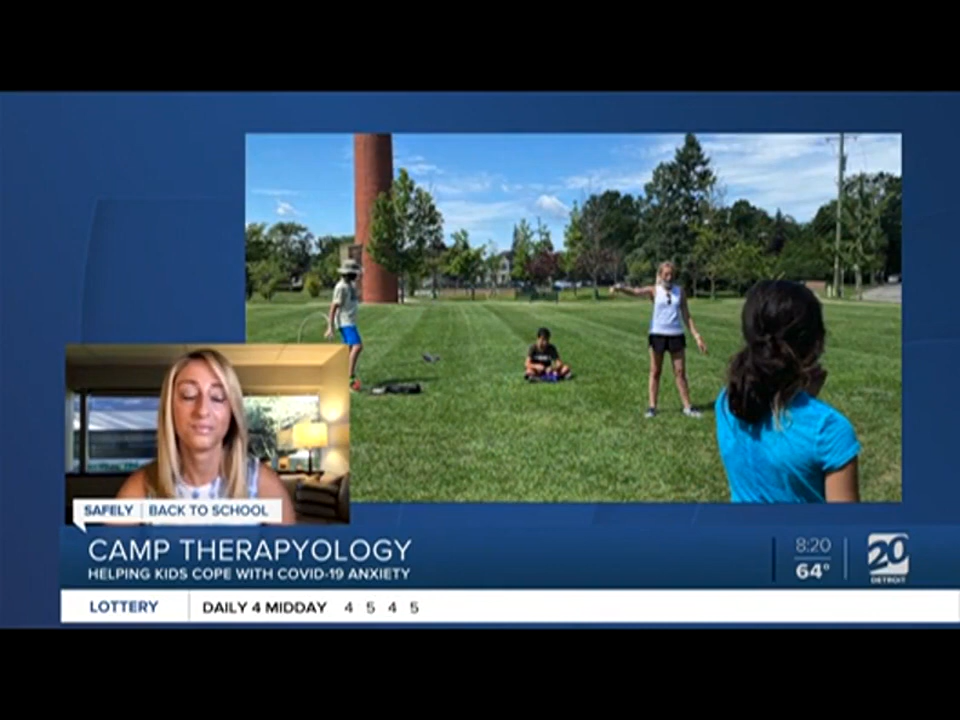 SAFELY | BACK TO SCHOOL
CAMP THERAPYOLOGY
HELPING KIDS COPE WITH COVID-19 ANXIETY
8:20
64°
20
DETROIT
LOTTERY
DAILY 4 MIDDAY 4 5 4 5